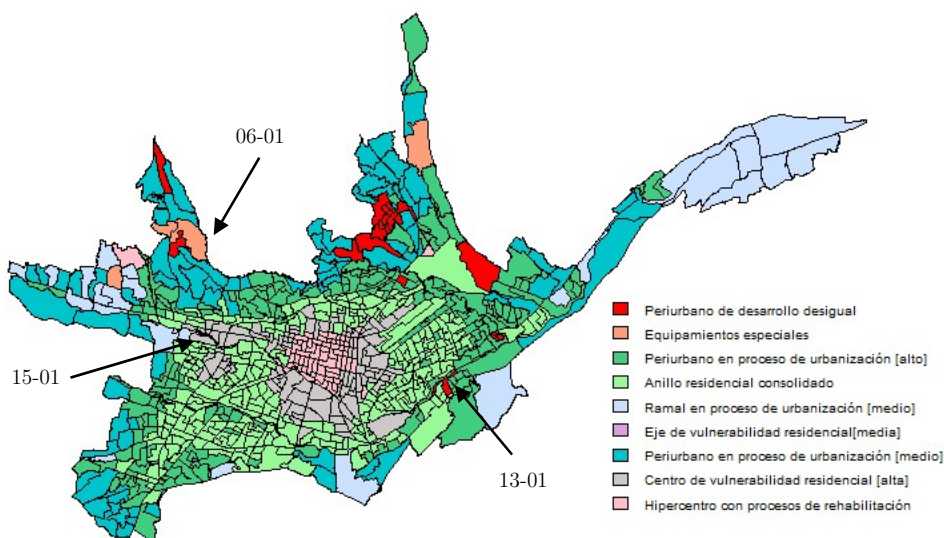 06-01
15-01
13-01
Periurbano de desarrollo desigual
Equipamientos especiales
Periurbano en proceso de urbanización [alto]
Anillo residencial consolidado
Ramal en proceso de urbanización [medio]
Eje de vulnerabilidad residencial[media]
Periurbano en proceso de urbanización [medio]
Centro de vulnerabilidad residencial [alta]
Hipercentro con procesos de rehabilitación